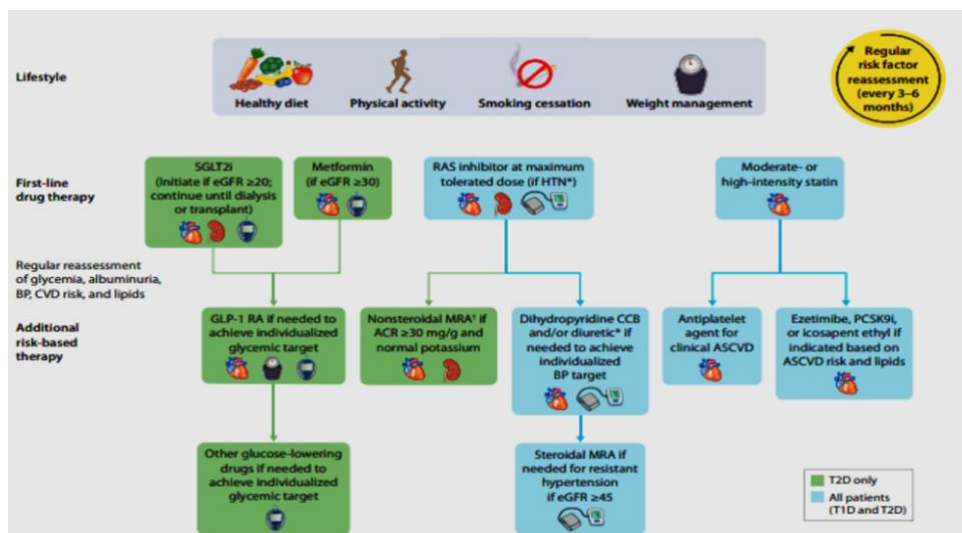 Lifestyle
Healthy diet
Physical activity
Smoking cessation
Weight management
Regular
risk factor
reassessment
(every 3–6
months)
First-line
drug therapy
SGLT2i
(Initiate if eGFR ≥20;
continue until dialysis
or transplant)
Metformin
(if eGFR ≥30)
RAS inhibitor at maximum
tolerated dose (if HTN*)
Moderate- or
high-intensity statin
Regular reassessment
of glycemia, albuminuria,
BP, CVD risk, and lipids
Additional
risk-based
therapy
GLP-1 RA if needed to
achieve individualized
glycemic target
Nonsteroidal MRA† if
ACR ≥30 mg/g and
normal potassium
Dihydropyridine CCB
and/or diuretic* if
needed to achieve
individualized
BP target
Antiplatelet
agent for
clinical ASCVD
Ezetimibe, PCSK9i,
or icosapent ethyl if
indicated based on
ASCVD risk and lipids
Other glucose-lowering
drugs if needed to
achieve individualized
glycemic target
Steroidal MRA if
needed for resistant
hypertension
if eGFR ≥45
T2D only
All patients
(T1D and T2D)